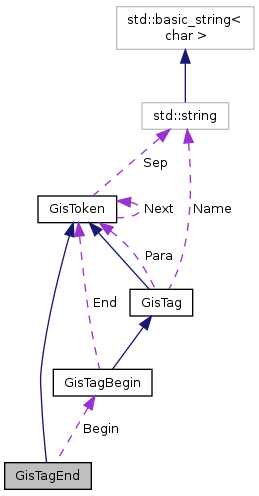 std::basic_string<
char >
std::string
Sep
GisToken
Next
Name
Para
End
GisTag
GisTagBegin
Begin
GisTagEnd